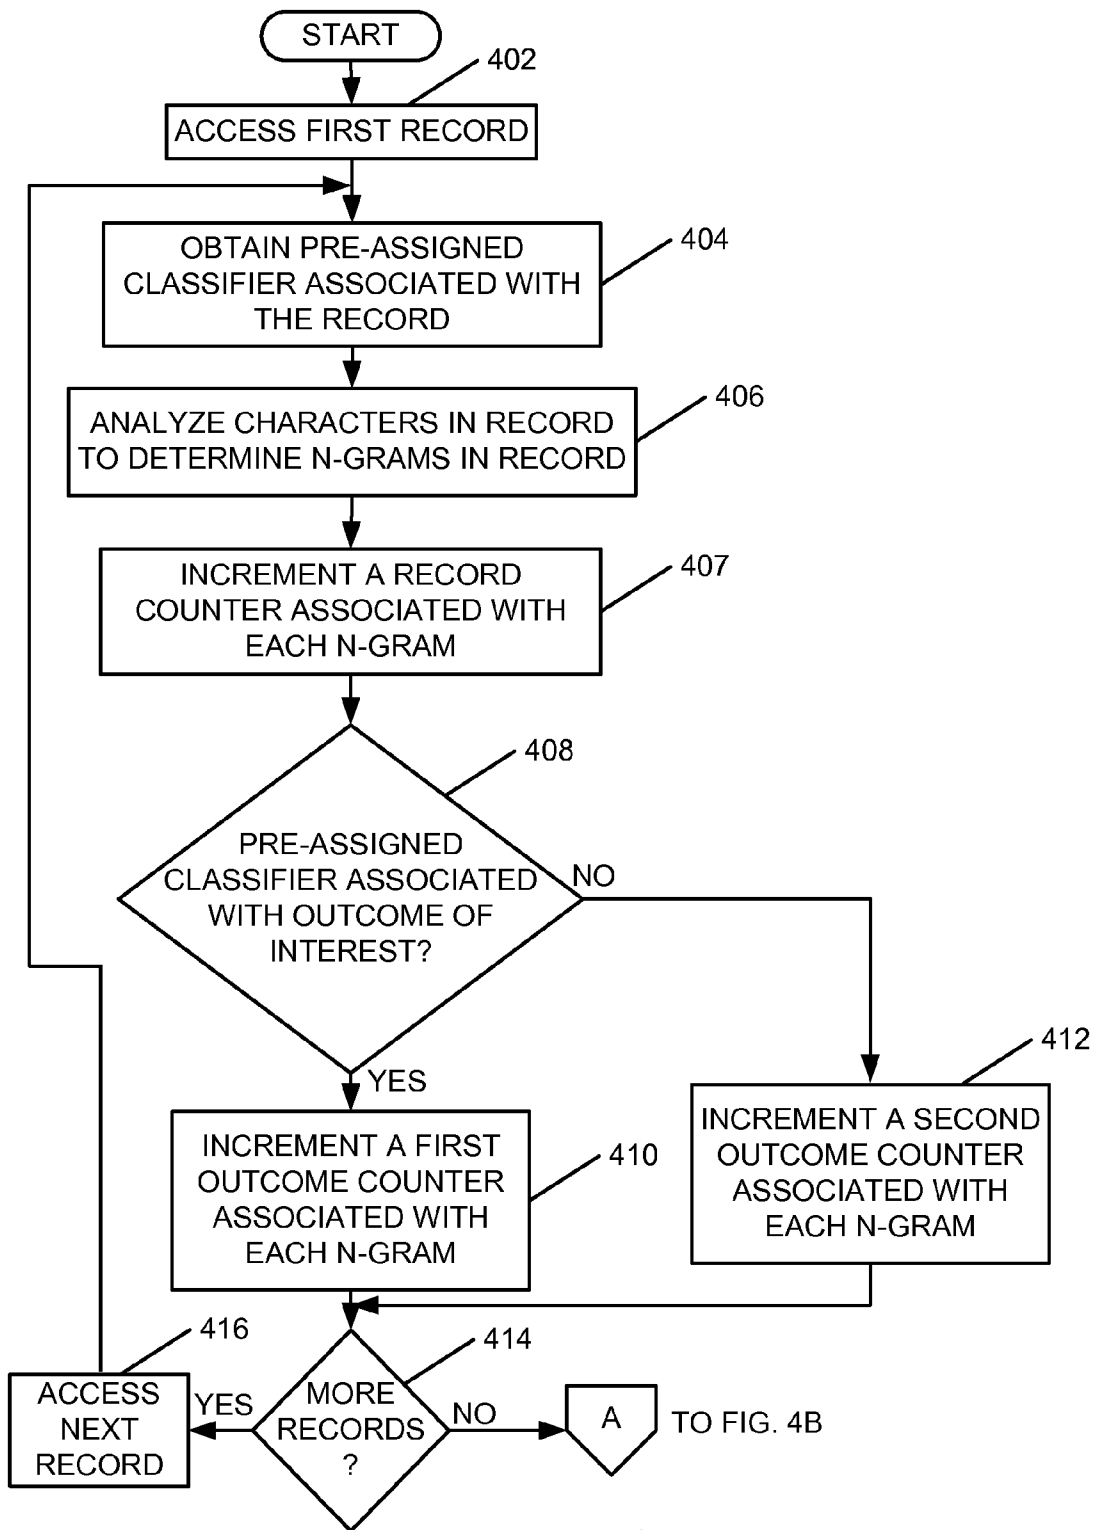 START
402
ACCESS FIRST RECORD
OBTAIN PRE-ASSIGNED
CLASSIFIER ASSOCIATED WITH
THE RECORD
404
ANALYZE CHARACTERS IN RECORD
TO DETERMINE N-GRAMS IN RECORD
406
INCREMENT A RECORD
COUNTER ASSOCIATED WITH
EACH N-GRAM
407
408
PRE-ASSIGNED
CLASSIFIER ASSOCIATED
WITH OUTCOME OF
INTEREST?
NO
YES
INCREMENT A FIRST
OUTCOME COUNTER
ASSOCIATED WITH
EACH N-GRAM
410
412
INCREMENT A SECOND
OUTCOME COUNTER
ASSOCIATED WITH
EACH N-GRAM
414
MORE
RECORDS
?
YES
416
ACCESS
NEXT
RECORD
NO
A
TO FIG. 4B